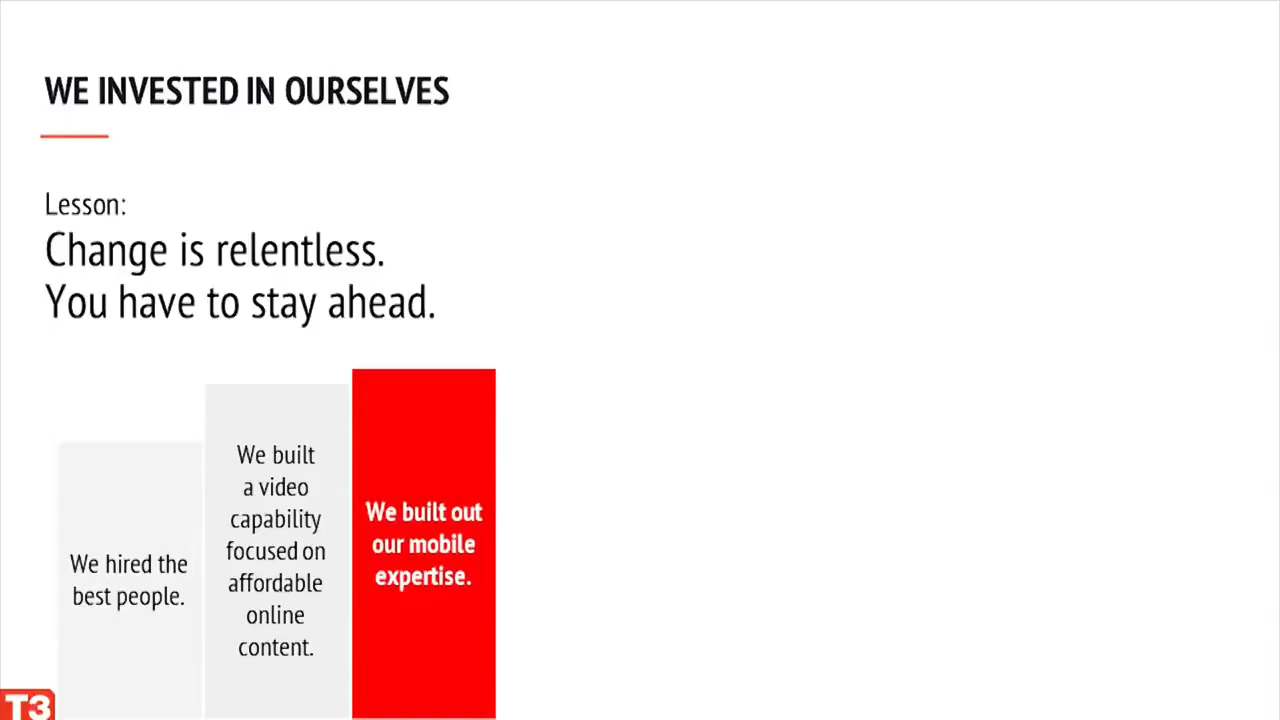 WE INVESTED IN OURSELVES
Lesson:
Change is relentless.
You have to stay ahead.
We hired the
best people.
We built
a video
capability
focused on
affordable
online
content.
We built out
our mobile
expertise.
T3